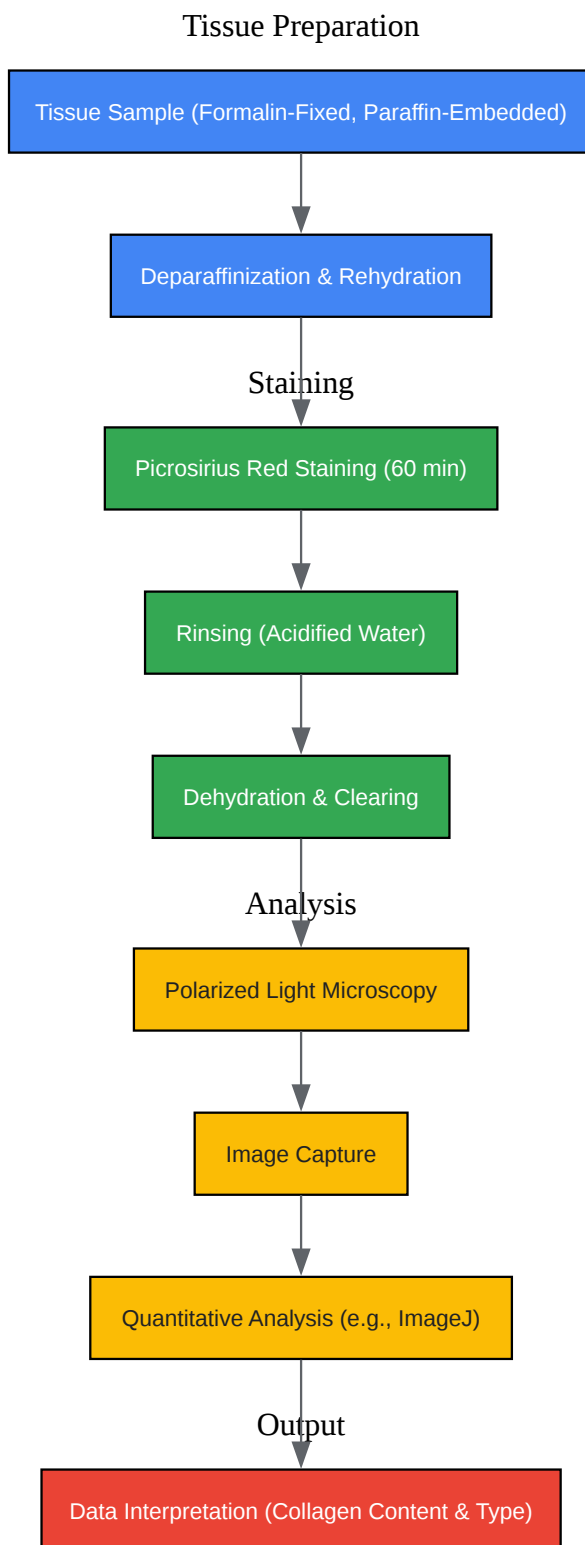 Tissue Preparation
Tissue Sample (Formalin-Fixed, Paraffin-Embedded)
Deparaffinization & Rehydration
Staining
Picrosirius Red Staining (60 min)
Rinsing (Acidified Water)
Dehydration & Clearing
Analysis
Polarized Light Microscopy
Image Capture
Quantitative Analysis (e.g., ImageJ)
Output
Data Interpretation (Collagen Content & Type)